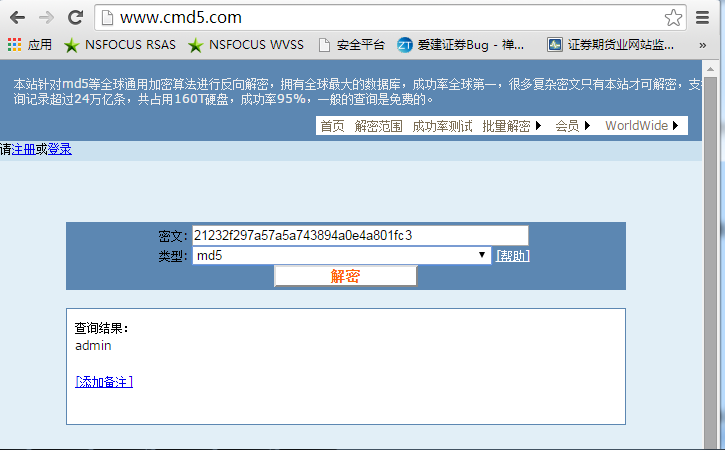 www.cmd5.com
应用 NSFOCUS RSAS NSFOCUS WVSS 安全平台 爱建证券Bug - 禅... 证券期货业网站监... »
本站针对md5等全球通用加密算法进行反向解密，拥有全球最大的数据库，成功率全球第一，很多复杂密文只有本站才可解密，支
询记录超过24万亿条，共占用160T硬盘，成功率95%，一般的查询是免费的。
首页 解密范围 成功率测试 批量解密 会员 WorldWide
请注册或登录
密文: 21232f297a57a5a743894a0e4a801fc3
类型: md5 [帮助]
解密
查询结果:
admin
[添加备注]